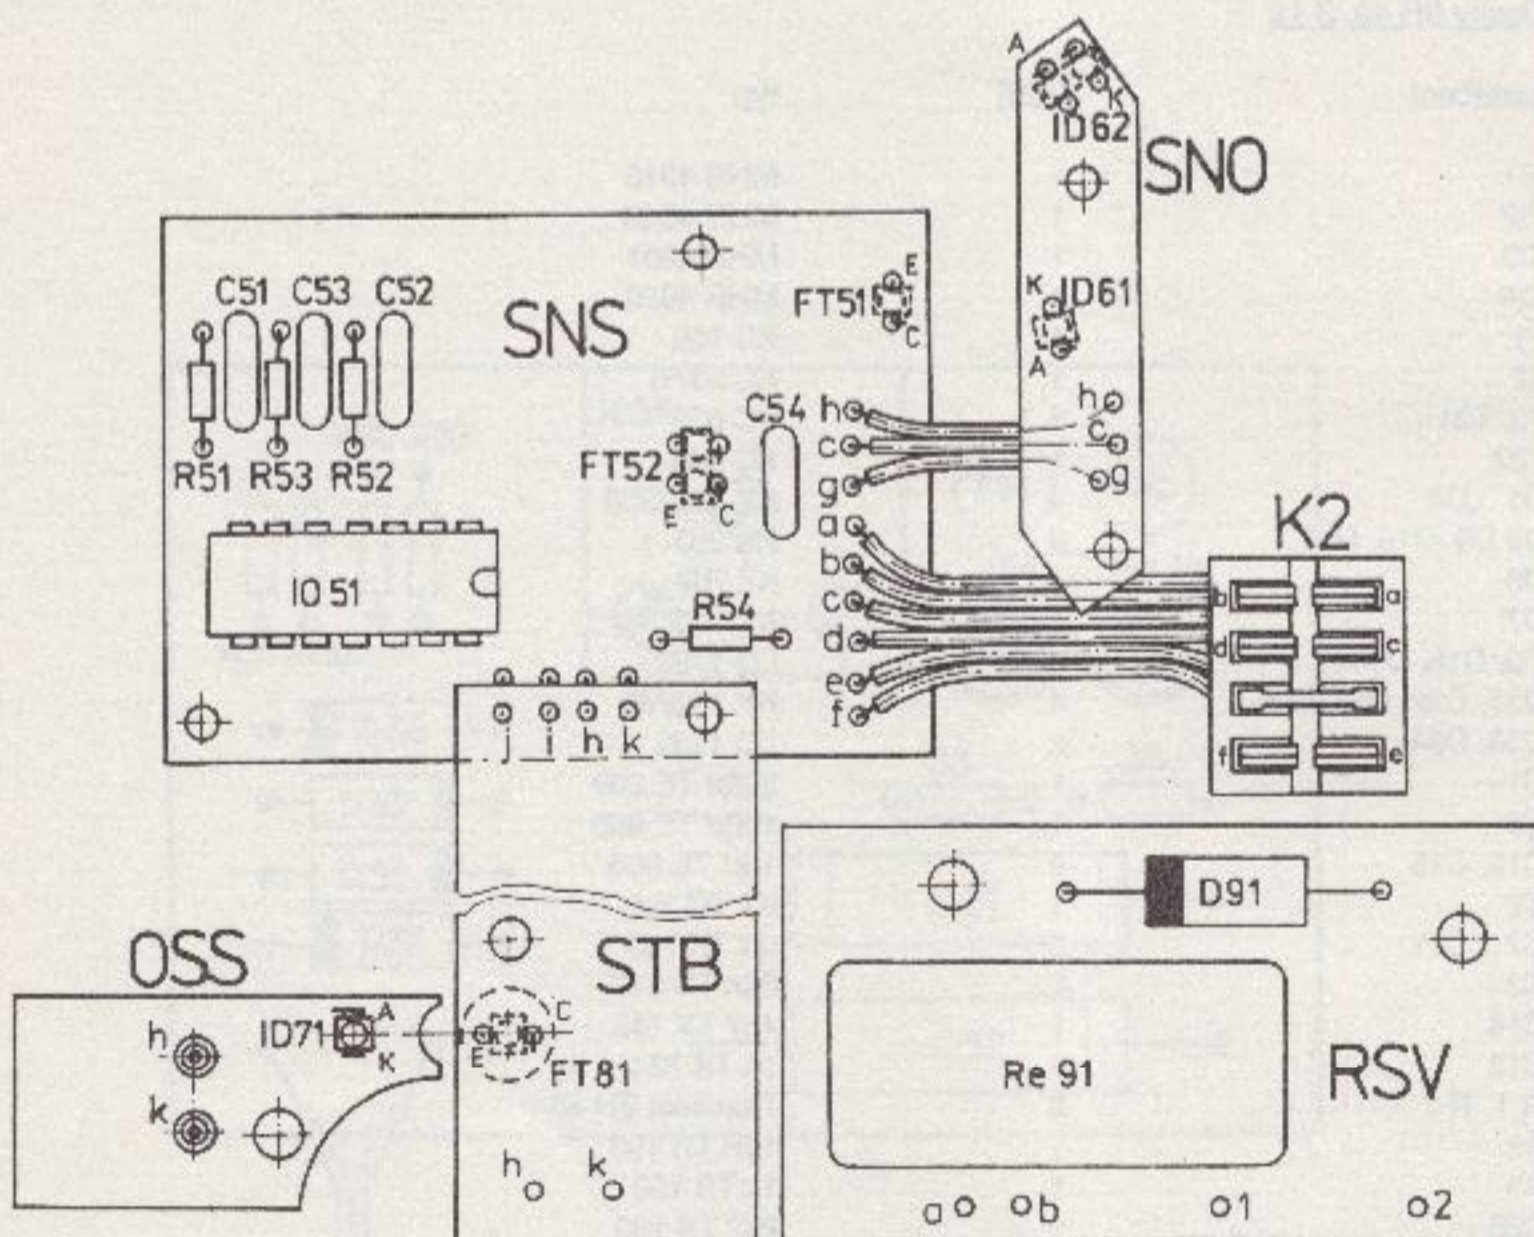 A
K
ID62
SNO
K
ID61
A
h
c
g
SNS
C51 C53 C52
R51 R53 R52
FT51
E
C
C54
FT52
E C
IO 51
R54
h
c
g
a
b
c
d
e
f
j i h k
K2
b a
d c
f e
OSS
h
k
ID71
A
K
STB
E C
FT81
h k
D91
Re 91
RSV
a b 1 2